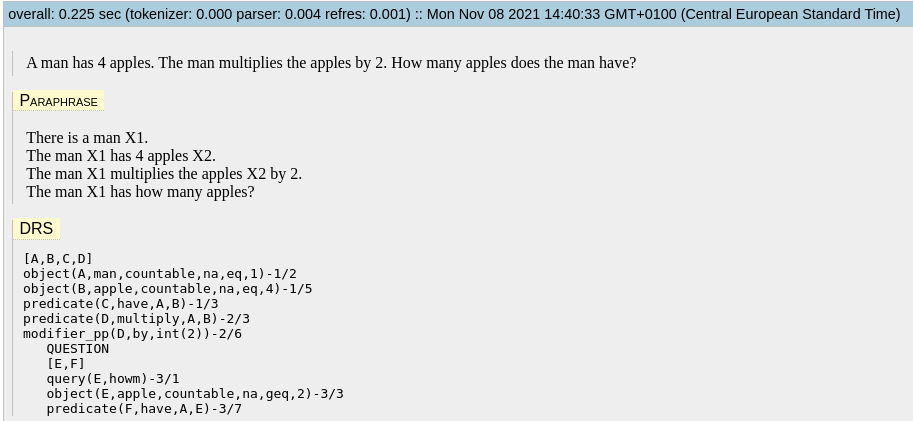 overall: 0.225 sec (tokenizer: 0.000 parser: 0.004 refres: 0.001) :: Mon Nov 08 2021 14:40:33 GMT+0100 (Central European Standard Time)
A man has 4 apples. The man multiplies the apples by 2. How many apples does the man have?
PARAPHRASE
There is a man X1.
The man X1 has 4 apples X2.
The man X1 multiplies the apples X2 by 2.
The man X1 has how many apples?
DRS
[A,B,C,D]
object(A,man,countable,na,eq,1)-1/2
object(B,apple,countable,na,eq,4)-1/5
predicate(C,have,A,B)-1/3
predicate(D,multiply,A,B)-2/3
modifier_pp(D,by,int(2))-2/6
   QUESTION
   [E,F]
   query(E,howm)-3/1
   object(E,apple,countable,na,geq,2)-3/3
   predicate(F,have,A,E)-3/7